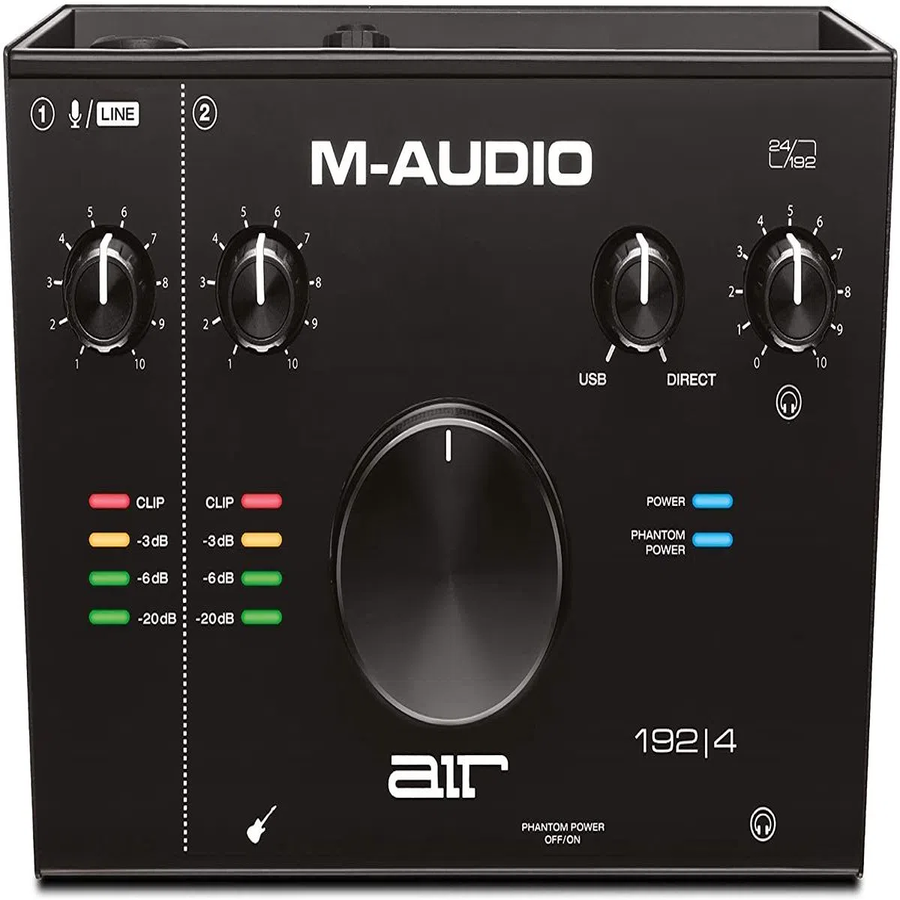 1 / LINE
2
M-AUDIO
24/192
5 6
4 7
3 8
2 9
1 10
5 6
4 7
3 8
2 9
1 10
USB DIRECT
5
4 6
3 7
2 8
1 9
0 10
CLIP
-3dB
-6dB
-20dB
CLIP
-3dB
-6dB
-20dB
POWER
PHANTOM
POWER
192|4
air
PHANTOM POWER
OFF/ON